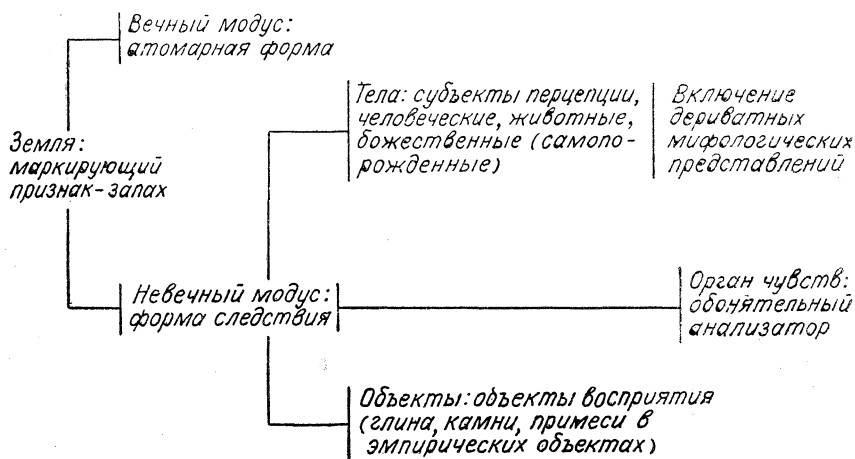 Вечный модус:
атомарная форма
Тела: субъекты перцепции,
человеческие, животные,
божественные (самопо-
рожденные)
Включение
дериватных
мифологических
представлений
Земля:
маркирующий
признак-запах
Невечный модус:
форма следствия
Орган чувств:
обонятельный
анализатор
Объекты: объекты восприятия
(глина, камни, примеси в
эмпирических объектах)